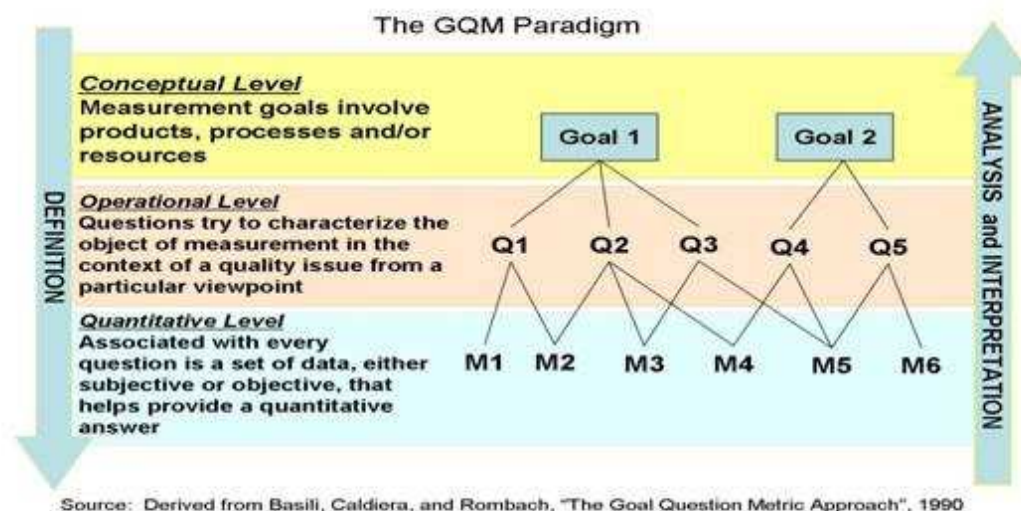 The GQM Paradigm
Conceptual Level
Measurement goals involve
products, processes and/or
resources
Goal 1
Goal 2
DEFINITION
ANALYSIS and INTERPRETATION
Operational Level
Questions try to characterize the
object of measurement in the
context of a quality issue from a
particular viewpoint
Q1 Q2 Q3 Q4 Q5
Quantitative Level
Associated with every
question is a set of data, either
subjective or objective, that
helps provide a quantitative
answer
M1 M2 M3 M4 M5 M6
Source: Derived from Basili, Caldiera, and Rombach, "The Goal Question Metric Approach", 1990